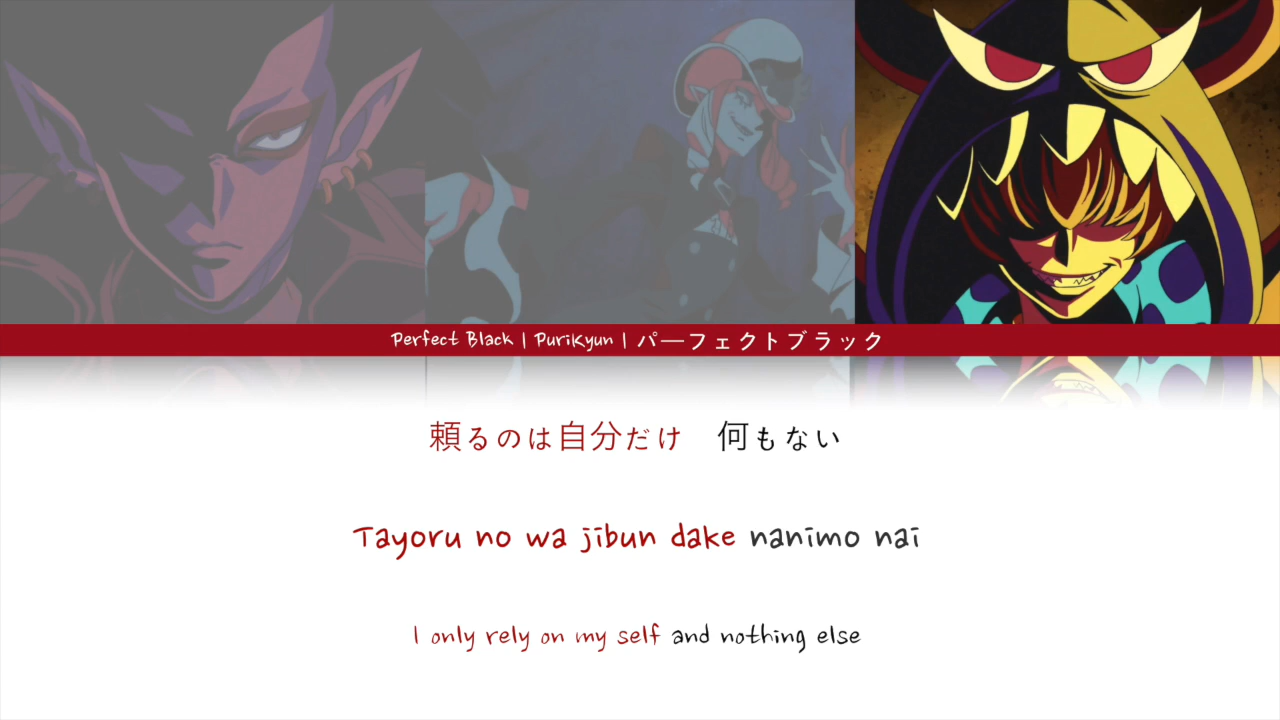 Perfect Black | PuriKyun | パーフェクトブラック
頼るのは自分だけ　何もない
Tayoru no wa jibun dake nanimo nai
I only rely on my self and nothing else